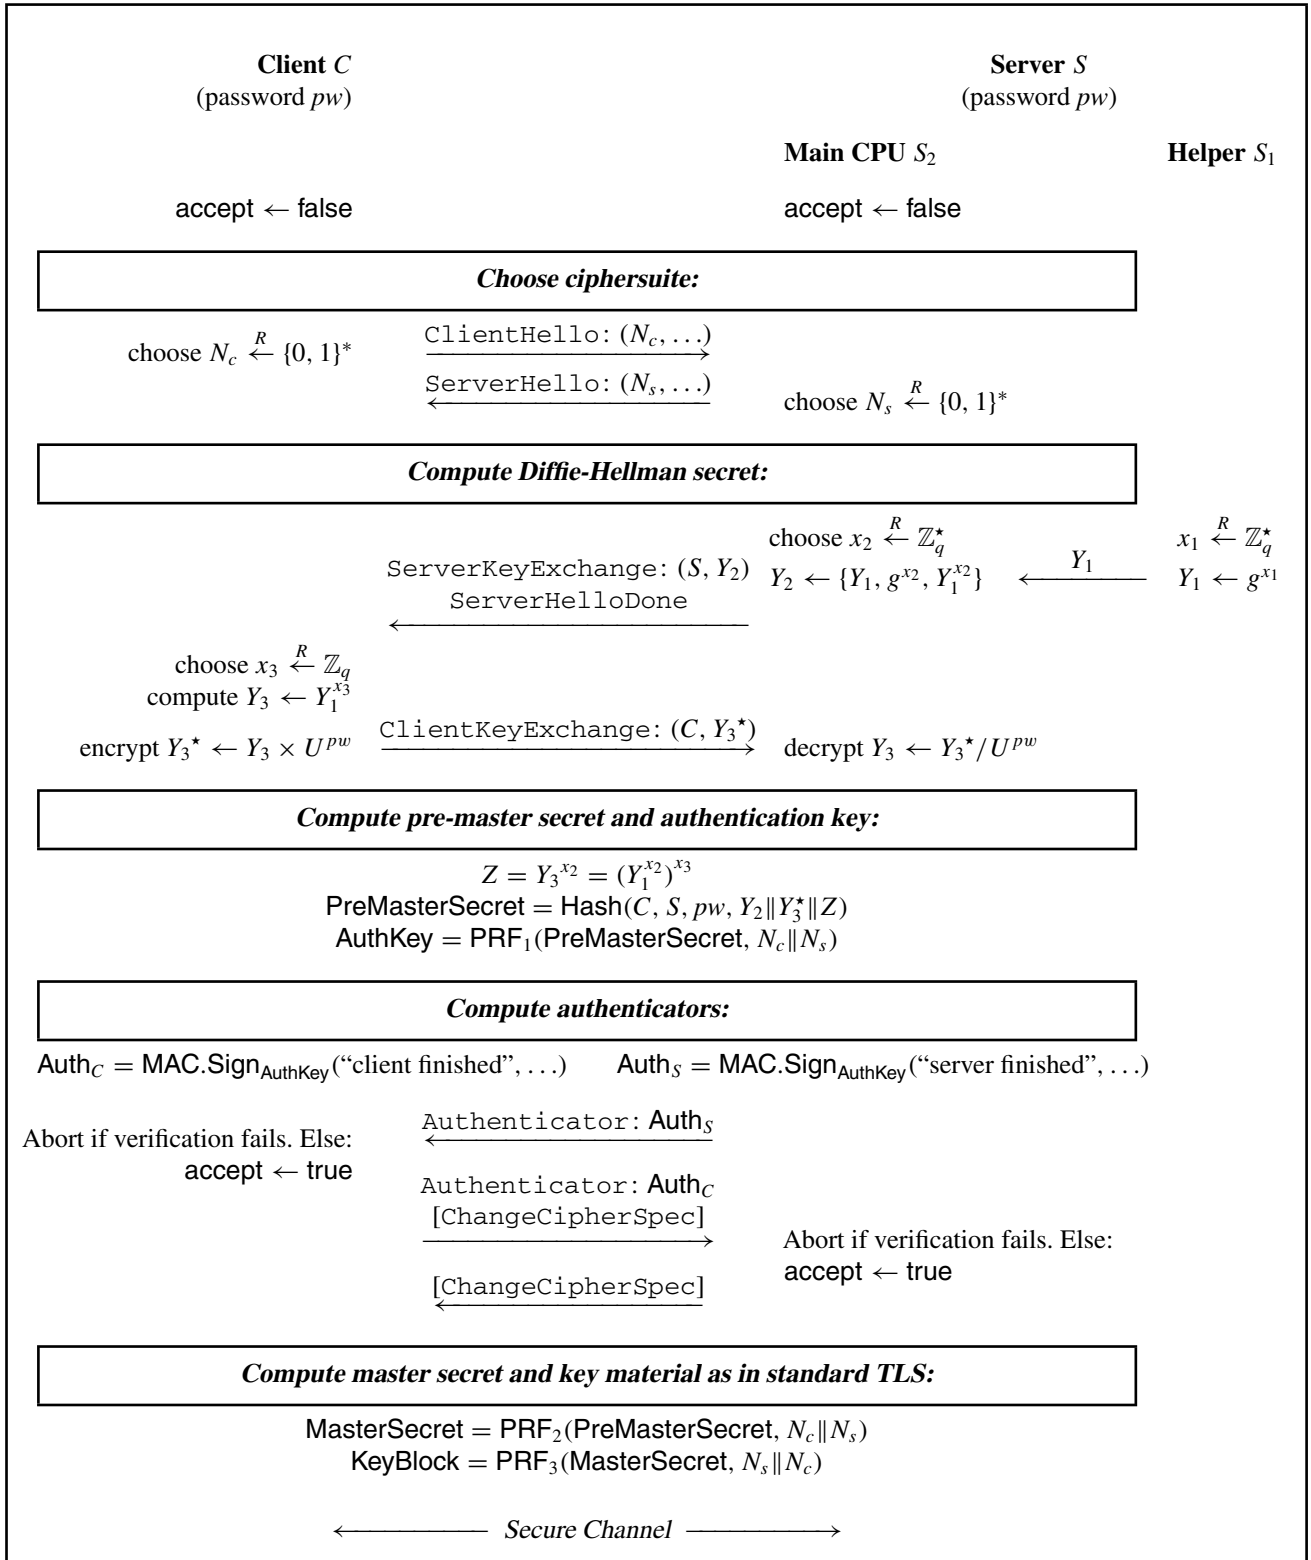 Client C Server S
(password pw) (password pw)
Main CPU S₂ Helper S₁
accept ← false accept ← false
Choose ciphersuite:
choose N_c ←^R {0, 1}* ClientHello: (N_c, …)
ServerHello: (N_s, …) choose N_s ←^R {0, 1}*
Compute Diffie-Hellman secret:
choose x₂ ←^R ℤ_q^⋆ x₁ ←^R ℤ_q^⋆
ServerKeyExchange: (S, Y₂) Y₂ ← {Y₁, g^{x₂}, Y₁^{x₂}} Y₁ Y₁ ← g^{x₁}
ServerHelloDone
choose x₃ ←^R ℤ_q
compute Y₃ ← Y₁^{x₃}
encrypt Y₃^⋆ ← Y₃ × U^{pw} ClientKeyExchange: (C, Y₃^⋆) decrypt Y₃ ← Y₃^⋆/U^{pw}
Compute pre-master secret and authentication key:
Z = Y₃^{x₂} = (Y₁^{x₂})^{x₃}
PreMasterSecret = Hash(C, S, pw, Y₂‖Y₃^⋆‖Z)
AuthKey = PRF₁(PreMasterSecret, N_c‖N_s)
Compute authenticators:
Auth_C = MAC.Sign_{AuthKey}(“client finished”, …) Auth_S = MAC.Sign_{AuthKey}(“server finished”, …)
Authenticator: Auth_S
Abort if verification fails. Else:
accept ← true
Authenticator: Auth_C
[ChangeCipherSpec]
Abort if verification fails. Else:
accept ← true
[ChangeCipherSpec]
Compute master secret and key material as in standard TLS:
MasterSecret = PRF₂(PreMasterSecret, N_c‖N_s)
KeyBlock = PRF₃(MasterSecret, N_s‖N_c)
Secure Channel